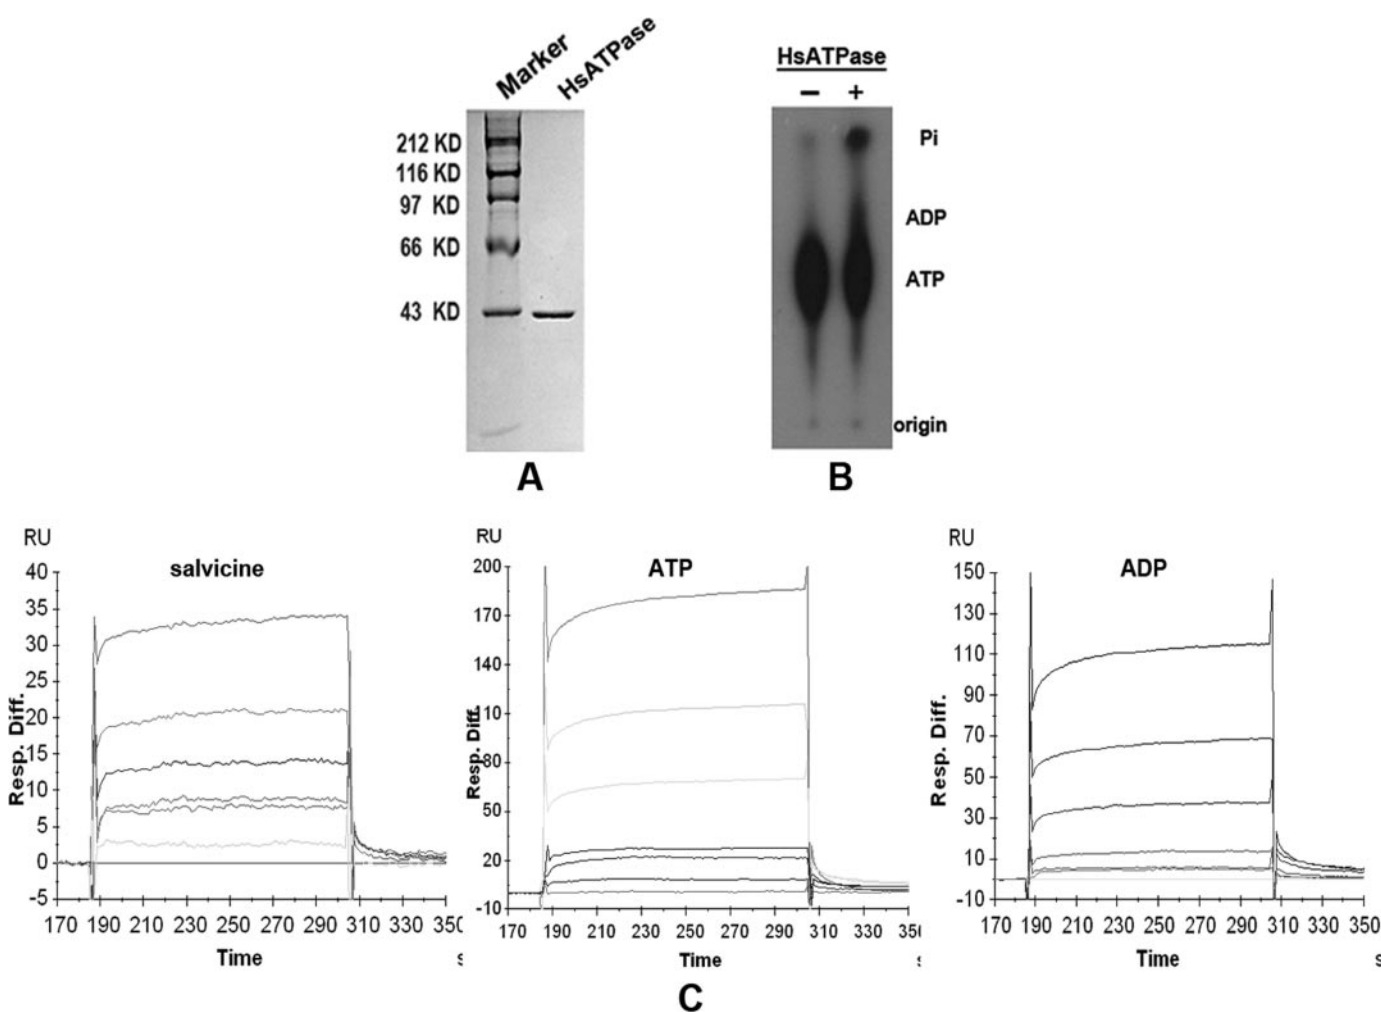 Marker
HsATPase
212 KD
116 KD
97 KD
66 KD
43 KD
A
HsATPase
− +
Pi
ADP
ATP
origin
B
RU
salvicine
40
35
30
25
20
15
10
5
0
-5
Resp. Diff.
170 190 210 230 250 270 290 310 330 350
Time
s
RU
ATP
200
170
140
110
80
50
20
-10
Resp. Diff.
170 190 210 230 250 270 290 310 330 350
Time
RU
ADP
150
130
110
90
70
50
30
10
-10
Resp. Diff.
170 190 210 230 250 270 290 310 330 350
Time
s
C